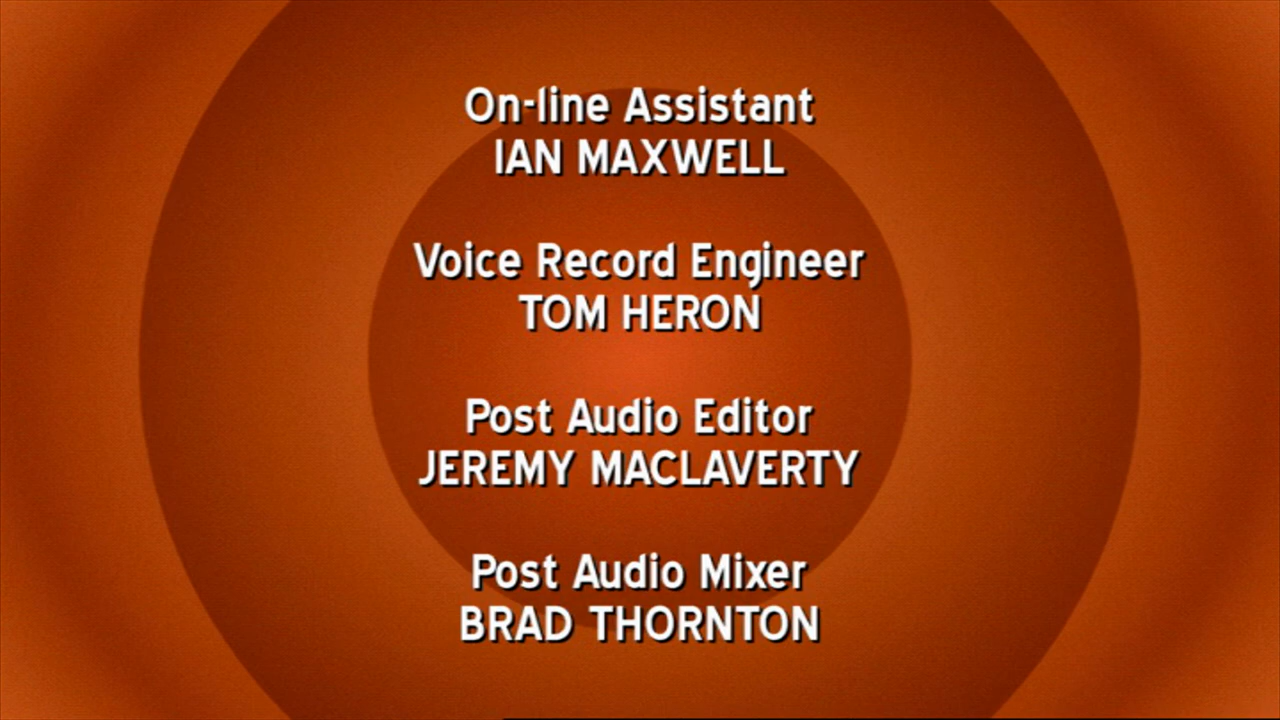 On-line Assistant
IAN MAXWELL
Voice Record Engineer
TOM HERON
Post Audio Editor
JEREMY MACLAVERTY
Post Audio Mixer
BRAD THORNTON